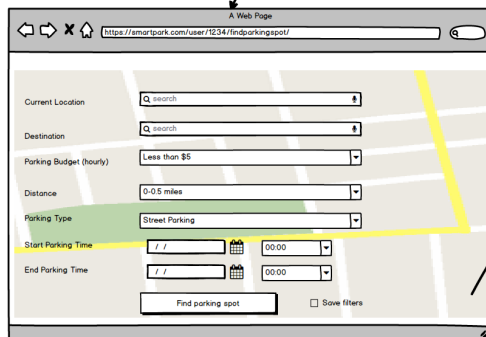 A Web Page
https://smartpark.com/user/1234/findparkingspot/
Current Location
search
Destination
search
Parking Budget (hourly)
Less than $5
Distance
0-0.5 miles
Parking Type
Street Parking
Start Parking Time
/ /
00:00
End Parking Time
/ /
00:00
Find parking spot
Save filters